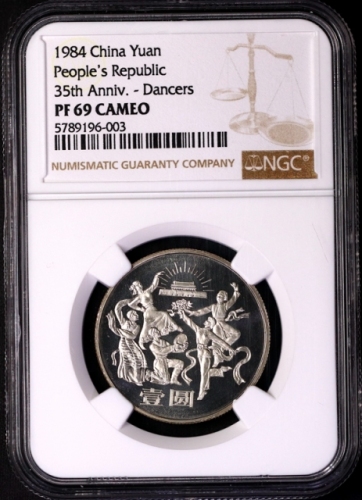 1984 China Yuan
People's Republic
35th Anniv. - Dancers
PF 69 CAMEO
5789196-003
NUMISMATIC GUARANTY COMPANY
NGC®
壹圆